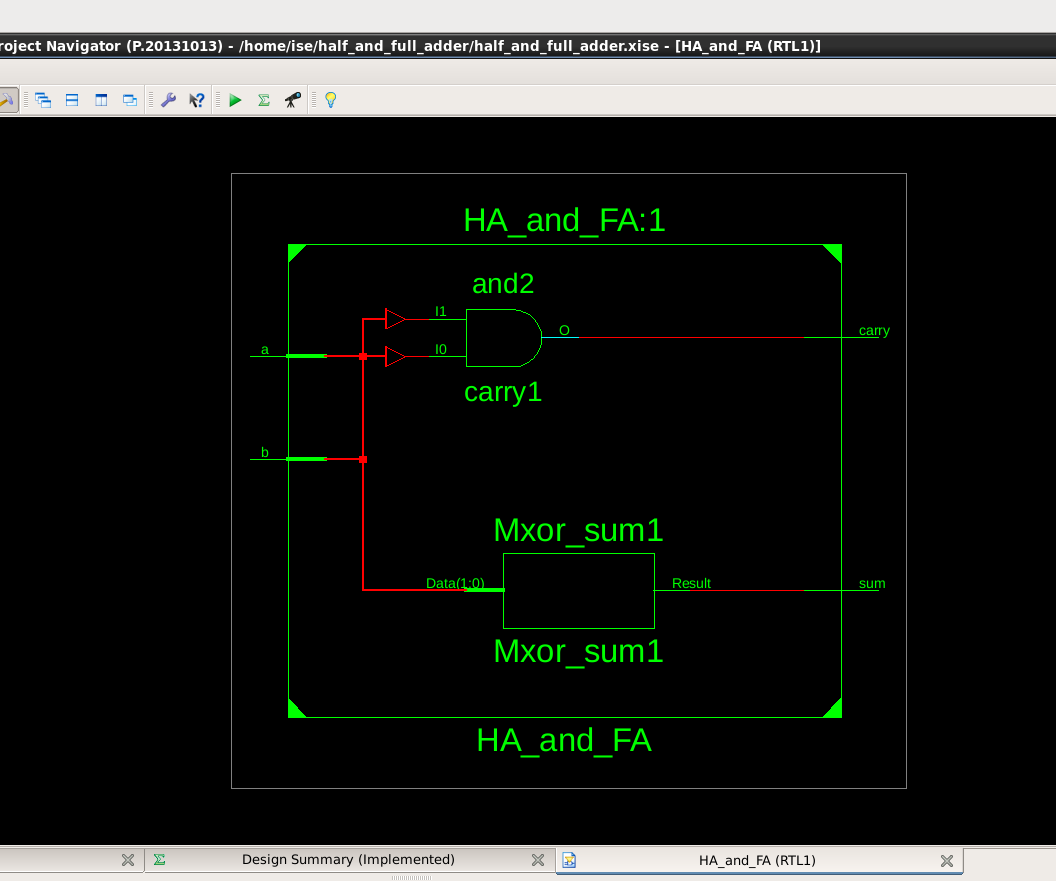 roject Navigator (P.20131013) - /home/ise/half_and_full_adder/half_and_full_adder.xise - [HA_and_FA (RTL1)]
HA_and_FA:1
and2
I1
O
carry
a
I0
carry1
b
Mxor_sum1
Data(1:0)
Result
sum
Mxor_sum1
HA_and_FA
Design Summary (Implemented)
HA_and_FA (RTL1)